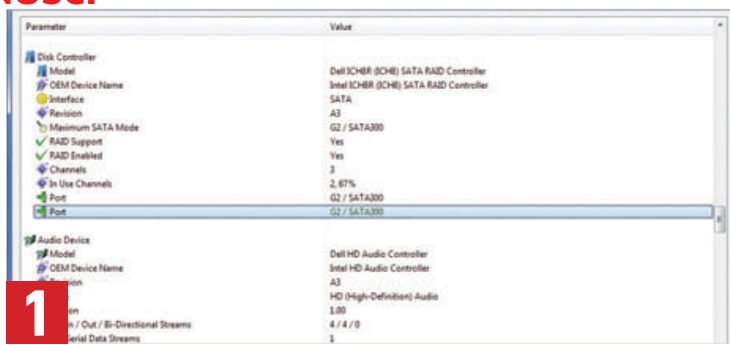 Parameter Value
Disk Controller
Model Dell ICH8R (ICH8) SATA RAID Controller
OEM Device Name Intel ICH8R (ICH8) SATA RAID Controller
Interface SATA
Revision A3
Maximum SATA Mode G2 / SATA300
RAID Support Yes
RAID Enabled Yes
Channels 3
In Use Channels 2, 67%
Port G2 / SATA300
Port G2 / SATA300
Audio Device
Model Dell HD Audio Controller
OEM Device Name Intel HD Audio Controller
A3
HD (High-Definition) Audio
1.00
/ Out / Bi-Directional Streams 4 / 4 / 0
Serial Data Streams 1
1